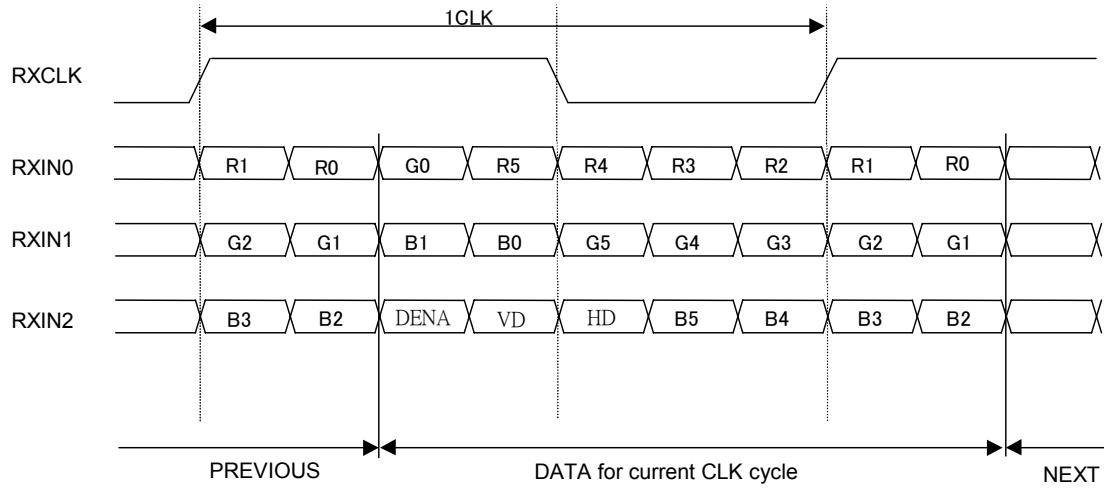 1CLK
RXCLK
RXIN0 R1 R0 G0 R5 R4 R3 R2 R1 R0
RXIN1 G2 G1 B1 B0 G5 G4 G3 G2 G1
RXIN2 B3 B2 DENA VD HD B5 B4 B3 B2
PREVIOUS DATA for current CLK cycle NEXT